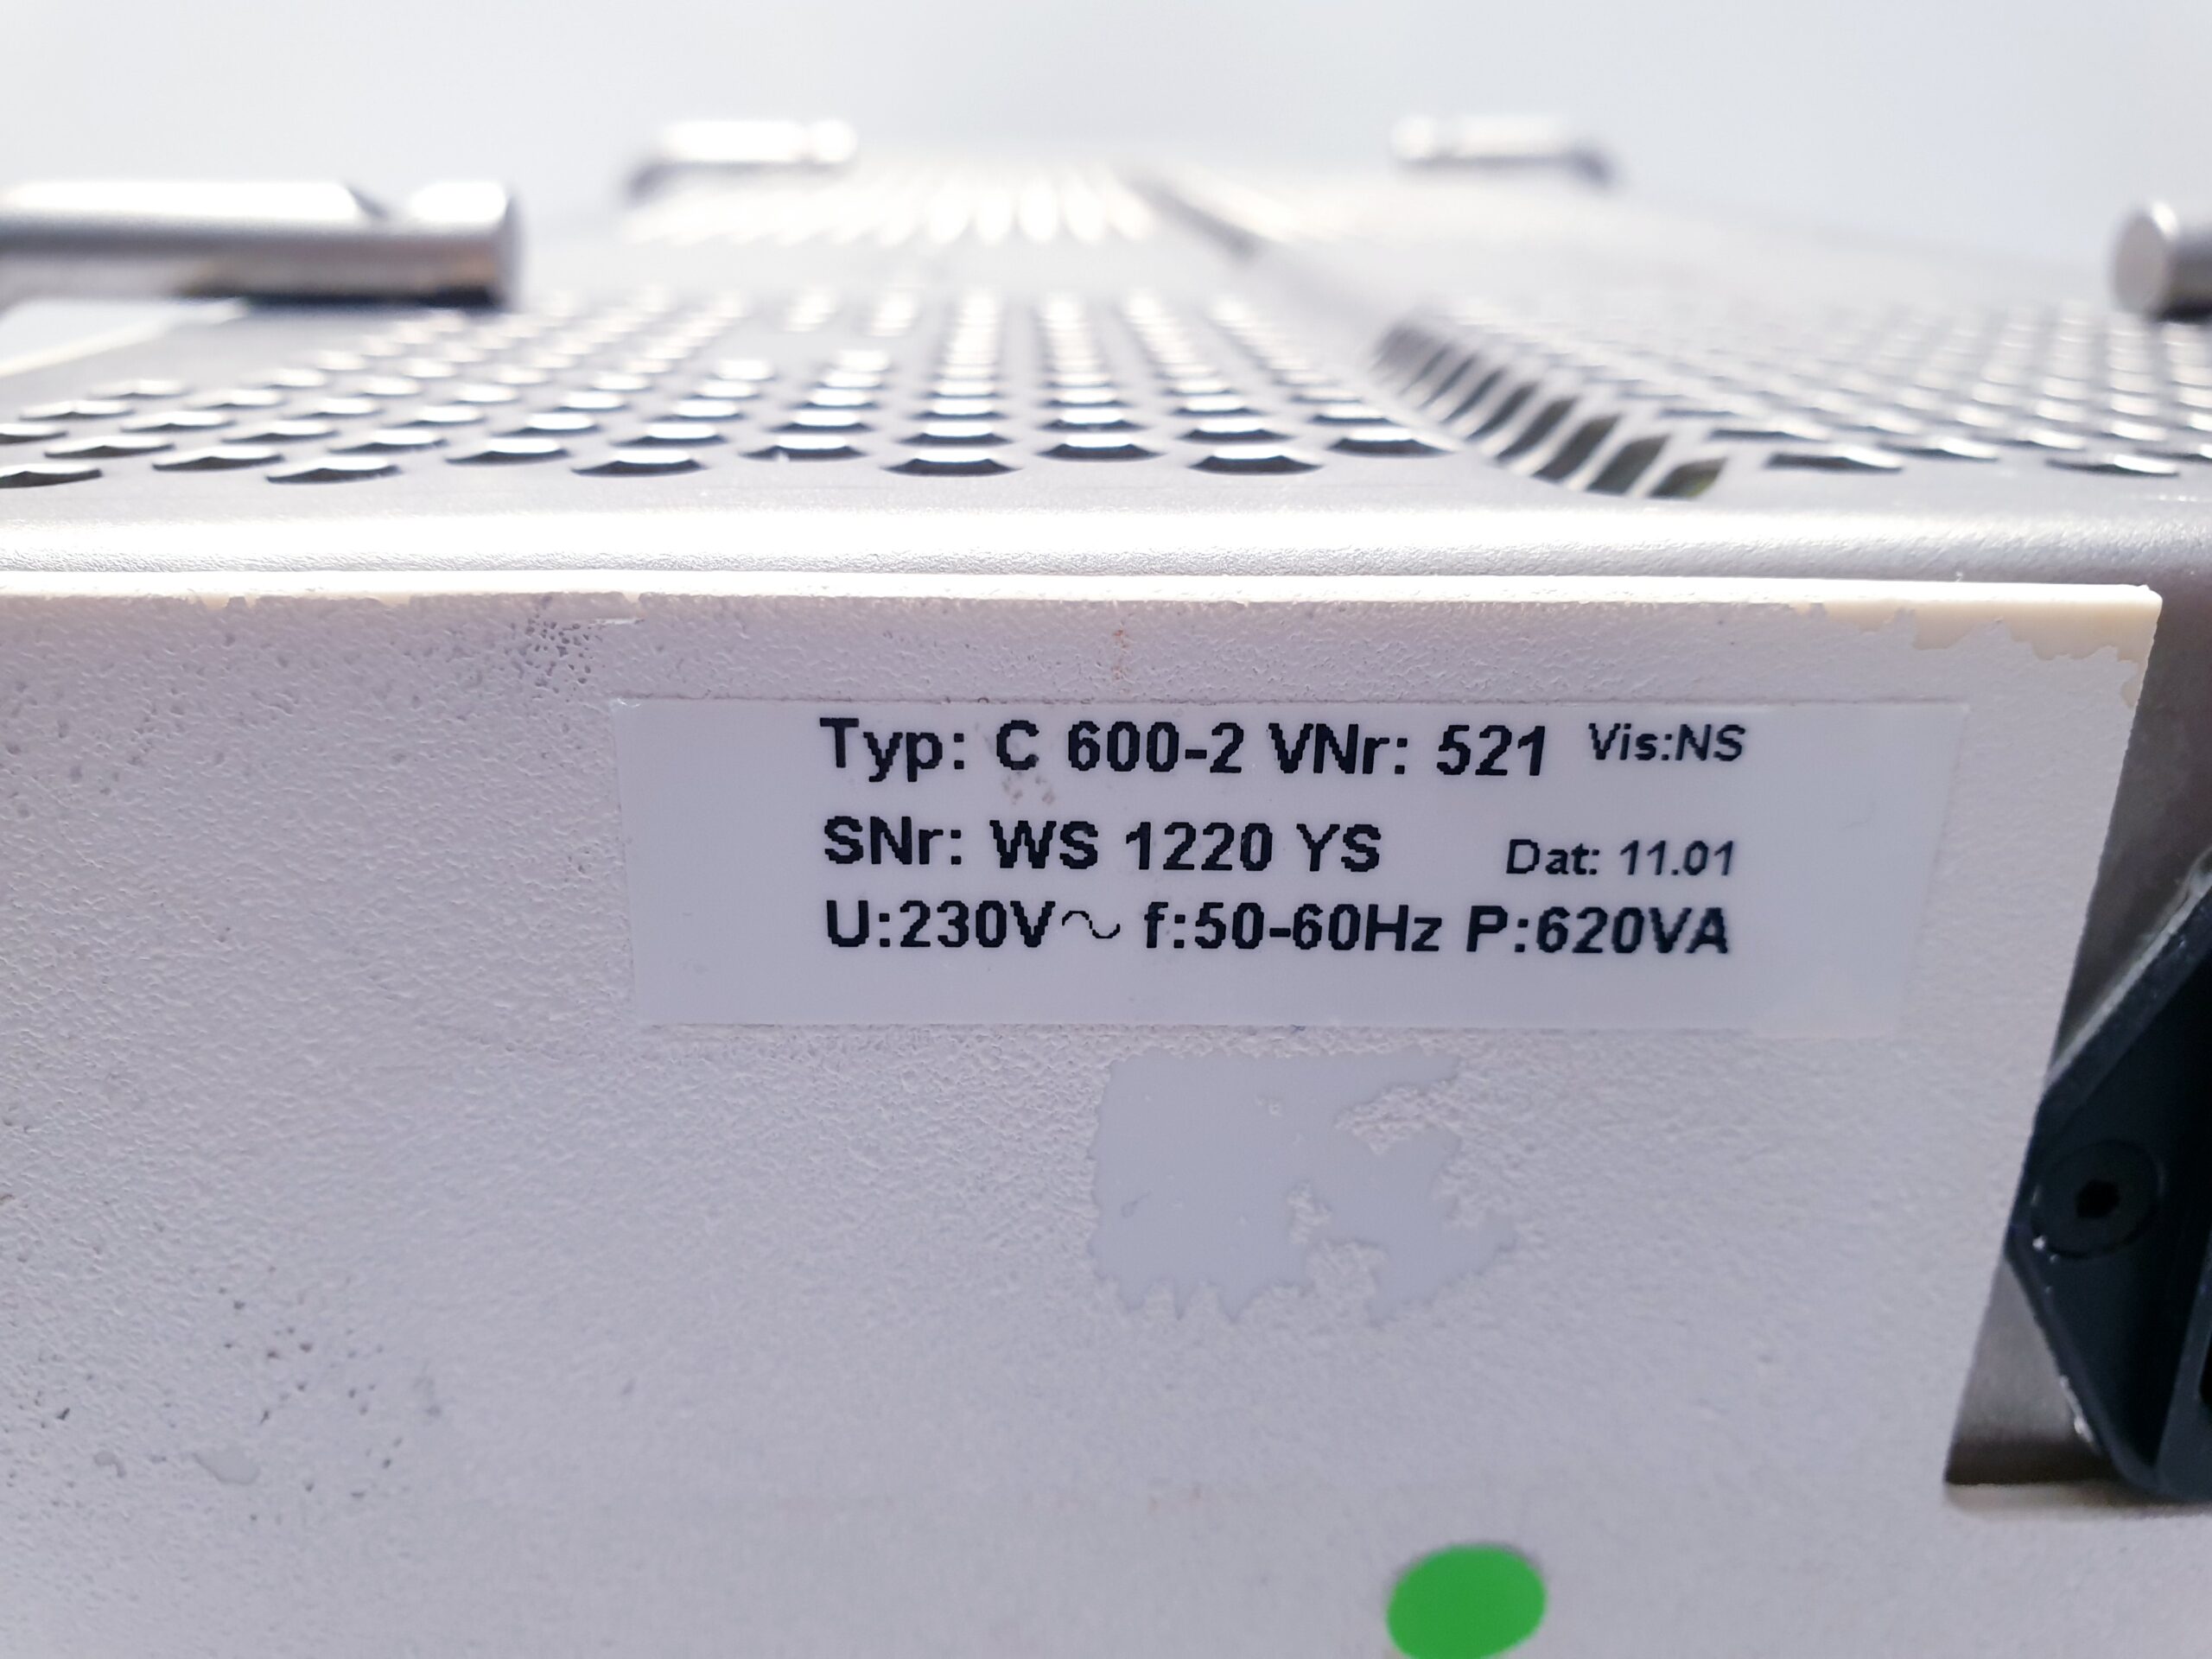 Typ: C 600-2 VNr: 521 Vis:NS
SNr: WS 1220 YS Dat: 11.01
U:230V~ f:50-60Hz P:620VA